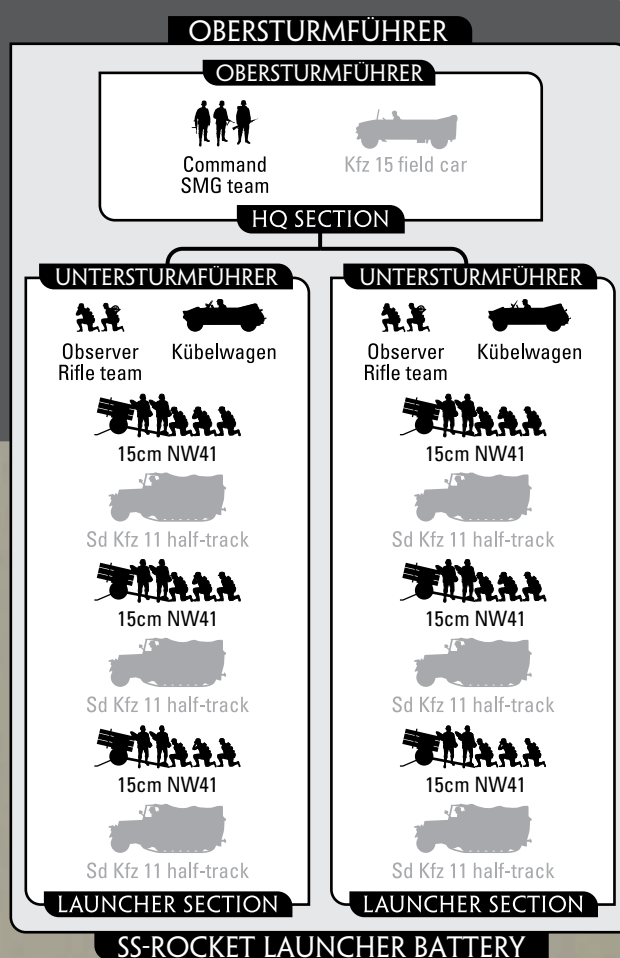 OBERSTURMFÜHRER
OBERSTURMFÜHRER
Command
SMG team
Kfz 15 field car
HQ SECTION
UNTERSTURMFÜHRER
Observer
Rifle team
Kübelwagen
15cm NW41
Sd Kfz 11 half-track
15cm NW41
Sd Kfz 11 half-track
15cm NW41
Sd Kfz 11 half-track
LAUNCHER SECTION
UNTERSTURMFÜHRER
Observer
Rifle team
Kübelwagen
15cm NW41
Sd Kfz 11 half-track
15cm NW41
Sd Kfz 11 half-track
15cm NW41
Sd Kfz 11 half-track
LAUNCHER SECTION
SS-ROCKET LAUNCHER BATTERY